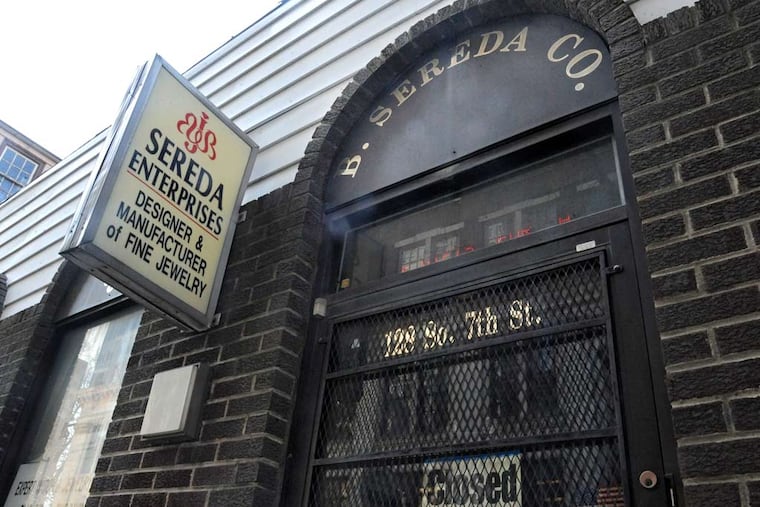 SEREDA
ENTERPRISES
DESIGNER &
MANUFACTURER
of FINE JEWELRY
B. SEREDA CO.
128 So. 7th St.
Closed